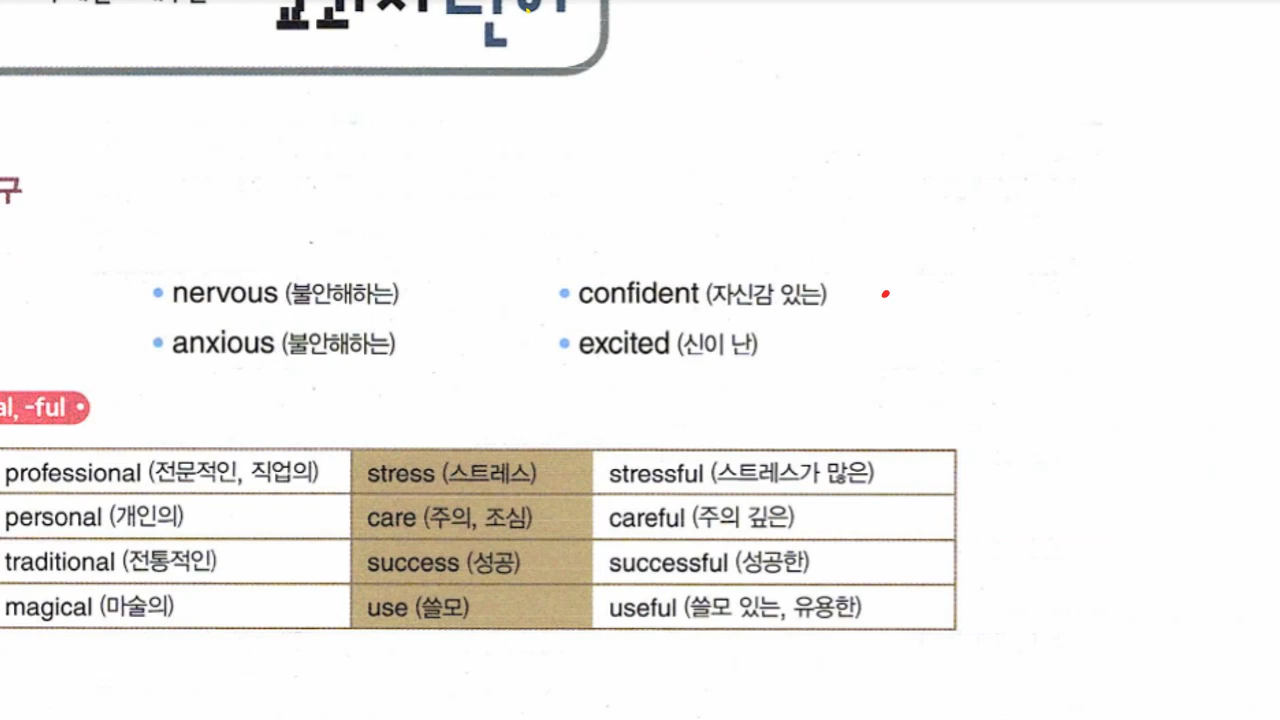 구
• nervous (불안해하는) • confident (자신감 있는)
• anxious (불안해하는) • excited (신이 난)
al, -ful •
professional (전문적인, 직업의) stress (스트레스) stressful (스트레스가 많은)
personal (개인의) care (주의, 조심) careful (주의 깊은)
traditional (전통적인) success (성공) successful (성공한)
magical (마술의) use (쓸모) useful (쓸모 있는, 유용한)